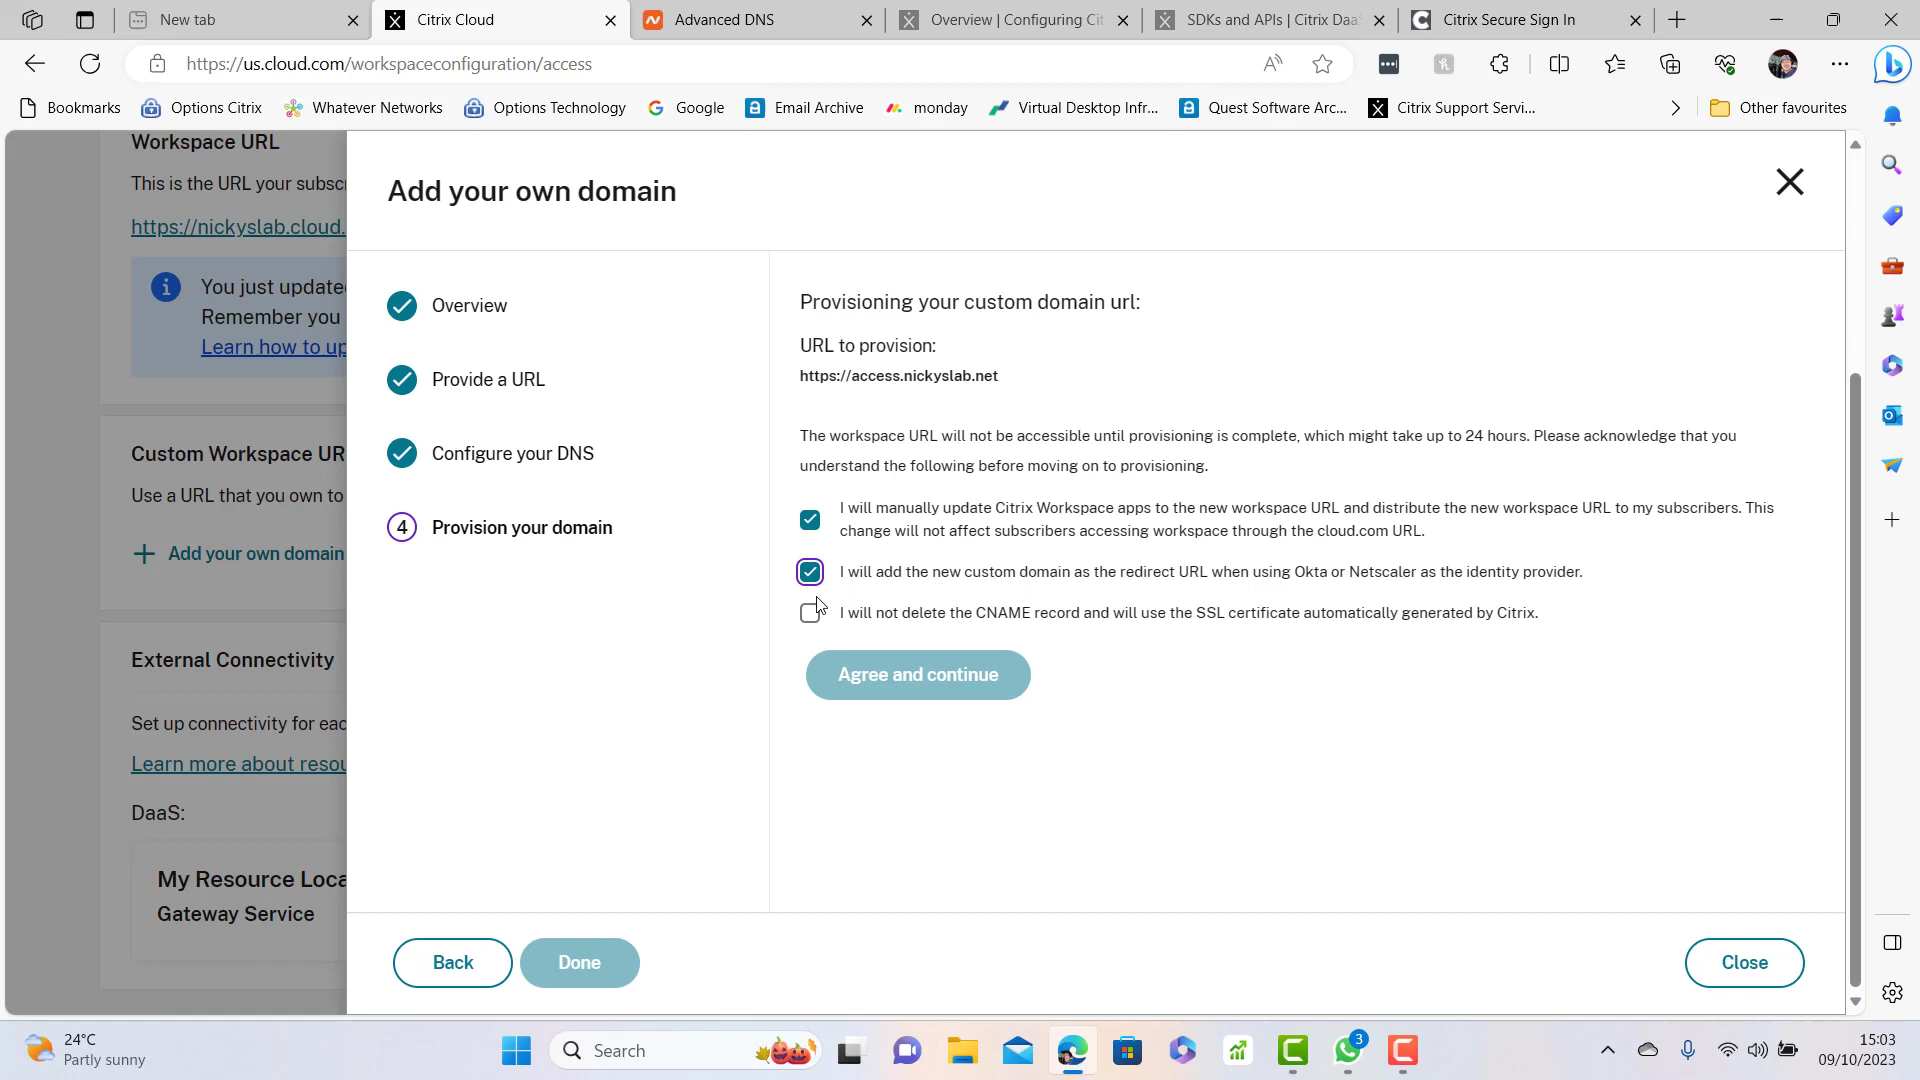 New tab
Citrix Cloud
Advanced DNS
Overview | Configuring Cit
SDKs and APIs | Citrix Daa
Citrix Secure Sign In
https://us.cloud.com/workspaceconfiguration/access
Bookmarks
Options Citrix
Whatever Networks
Options Technology
Google
Email Archive
monday
Virtual Desktop Infr...
Quest Software Arc...
Citrix Support Servi...
Other favourites
Workspace URL
This is the URL your subsc
https://nickyslab.cloud.
You just update
Remember you
Learn how to up
Custom Workspace UR
Use a URL that you own to
Add your own domain
External Connectivity
Set up connectivity for eac
Learn more about resou
DaaS:
My Resource Loca
Gateway Service
Add your own domain
Overview
Provide a URL
Configure your DNS
4 Provision your domain
Provisioning your custom domain url:
URL to provision:
https://access.nickyslab.net
The workspace URL will not be accessible until provisioning is complete, which might take up to 24 hours. Please acknowledge that you
understand the following before moving on to provisioning.
I will manually update Citrix Workspace apps to the new workspace URL and distribute the new workspace URL to my subscribers. This
change will not affect subscribers accessing workspace through the cloud.com URL.
I will add the new custom domain as the redirect URL when using Okta or Netscaler as the identity provider.
I will not delete the CNAME record and will use the SSL certificate automatically generated by Citrix.
Agree and continue
Back
Done
Close
24°C
Partly sunny
Search
3
15:03
09/10/2023